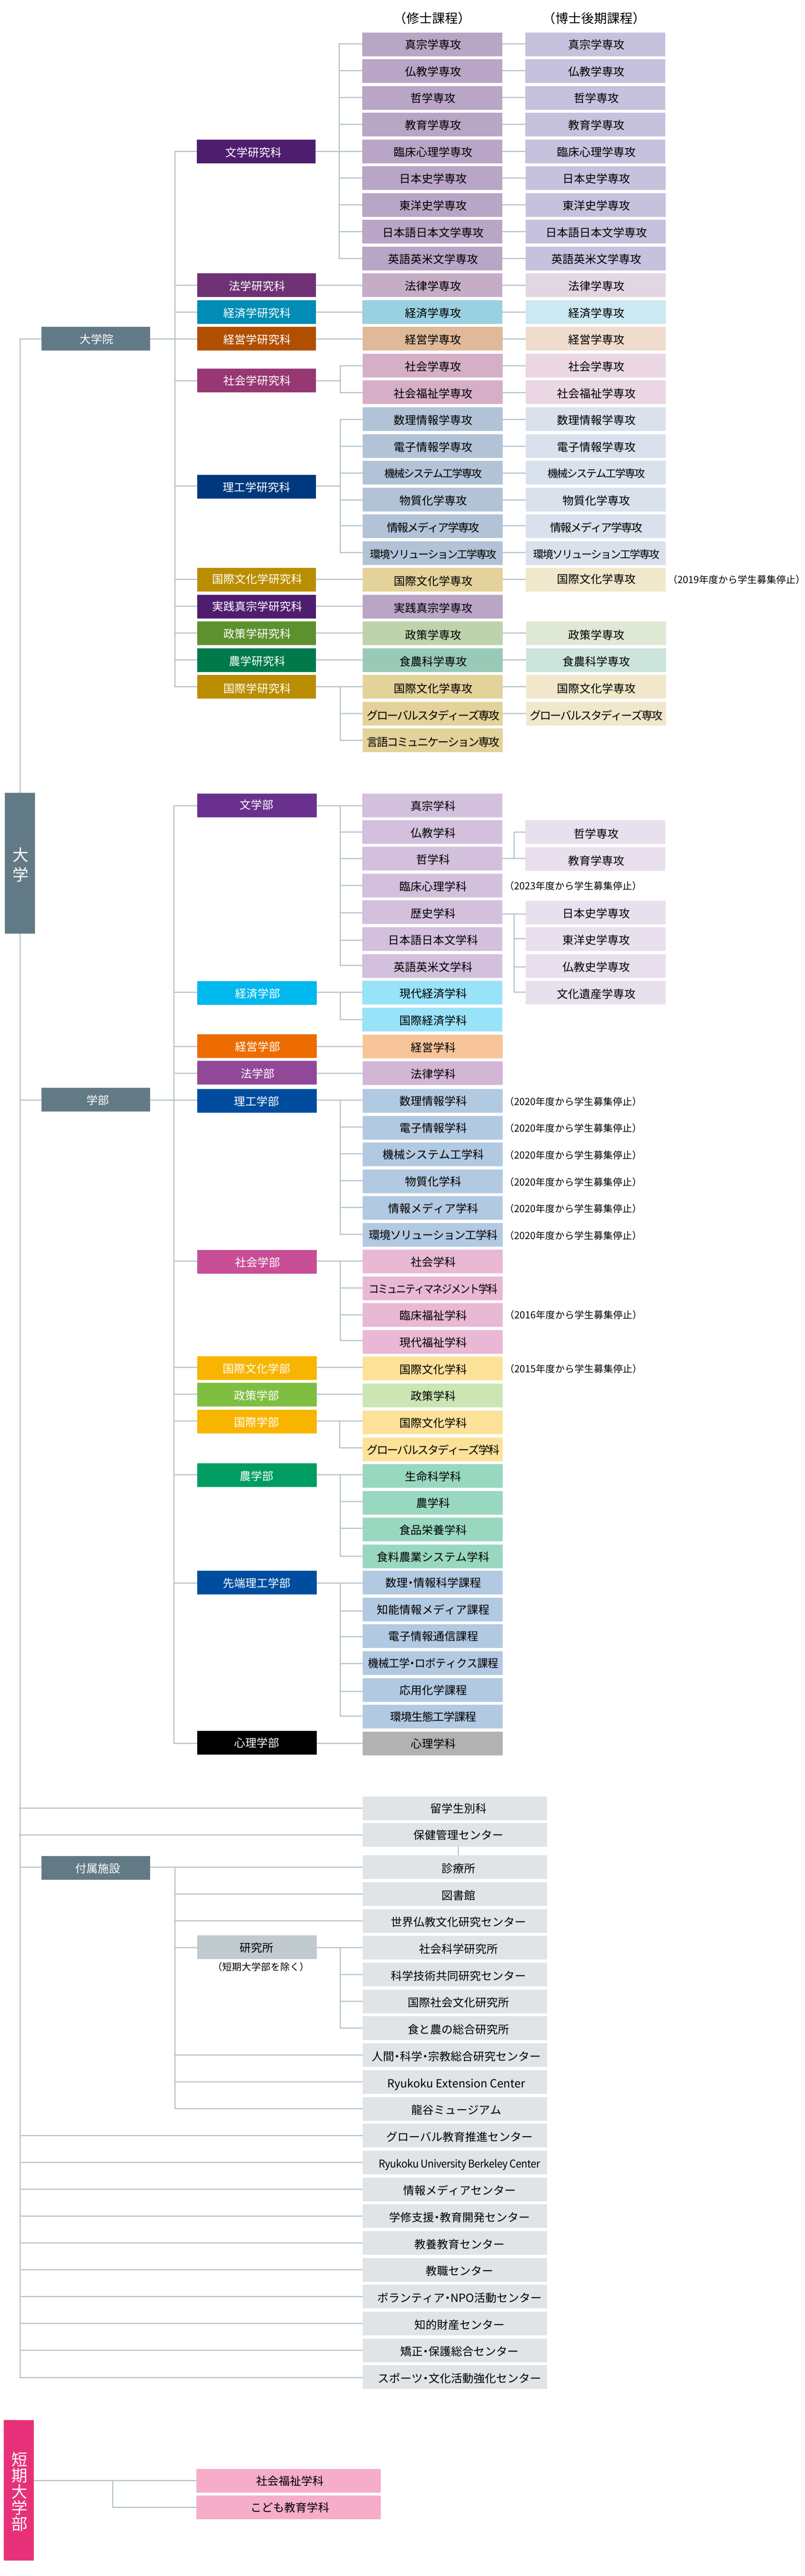 （修士課程） （博士後期課程）
大学
大学院
文学研究科
真宗学専攻 真宗学専攻
仏教学専攻 仏教学専攻
哲学専攻 哲学専攻
教育学専攻 教育学専攻
臨床心理学専攻 臨床心理学専攻
日本史学専攻 日本史学専攻
東洋史学専攻 東洋史学専攻
日本語日本文学専攻 日本語日本文学専攻
英語英米文学専攻 英語英米文学専攻
法学研究科 法律学専攻 法律学専攻
経済学研究科 経済学専攻 経済学専攻
経営学研究科 経営学専攻 経営学専攻
社会学研究科
社会学専攻 社会学専攻
社会福祉学専攻 社会福祉学専攻
理工学研究科
数理情報学専攻 数理情報学専攻
電子情報学専攻 電子情報学専攻
機械システム工学専攻 機械システム工学専攻
物質化学専攻 物質化学専攻
情報メディア学専攻 情報メディア学専攻
環境ソリューション工学専攻 環境ソリューション工学専攻
国際文化学研究科 国際文化学専攻 国際文化学専攻 （2019年度から学生募集停止）
実践真宗学研究科 実践真宗学専攻
政策学研究科 政策学専攻 政策学専攻
農学研究科 食農科学専攻 食農科学専攻
国際学研究科 国際文化学専攻 国際文化学専攻
グローバルスタディーズ専攻 グローバルスタディーズ専攻
言語コミュニケーション専攻
学部
文学部 真宗学科
仏教学科
哲学科
哲学専攻
教育学専攻
臨床心理学科 （2023年度から学生募集停止）
歴史学科 日本史学専攻
東洋史学専攻
仏教史学専攻
文化遺産学専攻
日本語日本文学科
英語英米文学科
経済学部 現代経済学科
国際経済学科
経営学部 経営学科
法学部 法律学科
理工学部 数理情報学科 （2020年度から学生募集停止）
電子情報学科 （2020年度から学生募集停止）
機械システム工学科 （2020年度から学生募集停止）
物質化学科 （2020年度から学生募集停止）
情報メディア学科 （2020年度から学生募集停止）
環境ソリューション工学科 （2020年度から学生募集停止）
社会学部 社会学科
コミュニティマネジメント学科
臨床福祉学科 （2016年度から学生募集停止）
現代福祉学科
国際文化学部 国際文化学科 （2015年度から学生募集停止）
政策学部 政策学科
国際学部 国際文化学科
グローバルスタディーズ学科
農学部 生命科学科
農学科
食品栄養学科
食料農業システム学科
先端理工学部 数理・情報科学課程
知能情報メディア課程
電子情報通信課程
機械工学・ロボティクス課程
応用化学課程
環境生態工学課程
心理学部 心理学科
留学生別科
保健管理センター
付属施設 診療所
図書館
世界仏教文化研究センター
研究所
（短期大学部を除く）
社会科学研究所
科学技術共同研究センター
国際社会文化研究所
食と農の総合研究所
人間・科学・宗教総合研究センター
Ryukoku Extension Center
龍谷ミュージアム
グローバル教育推進センター
Ryukoku University Berkeley Center
情報メディアセンター
学修支援・教育開発センター
教養教育センター
教職センター
ボランティア・NPO活動センター
知的財産センター
矯正・保護総合センター
スポーツ・文化活動強化センター
短期大学部
社会福祉学科
こども教育学科